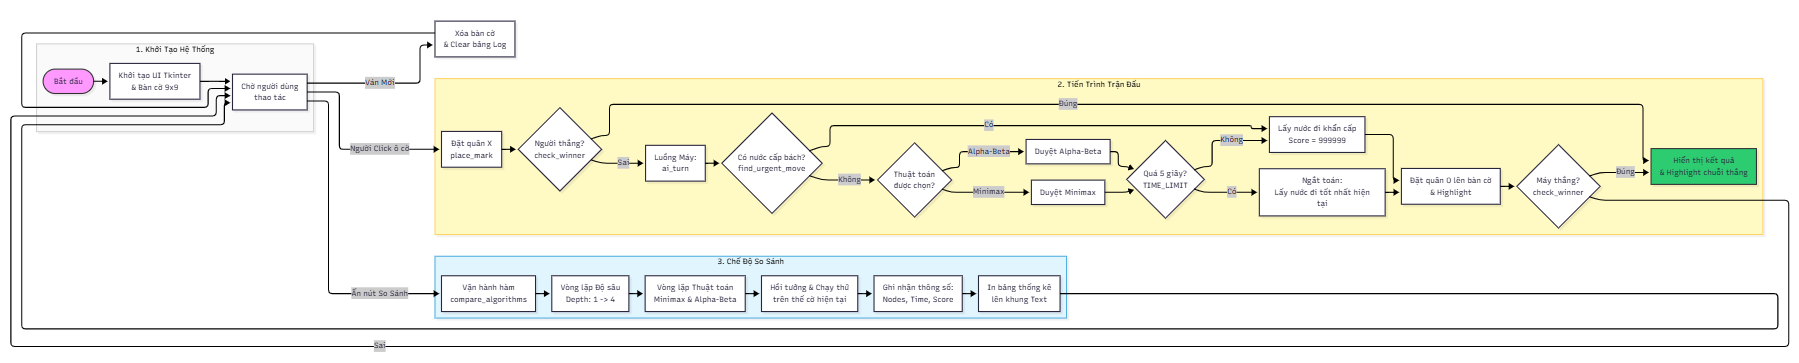 Xóa bàn cờ
& Clear bảng Log
1. Khởi Tạo Hệ Thống
Bắt đầu
Khởi tạo UI Tkinter
& Bàn cờ 9x9
Chờ người dùng
thao tác
Ván Mới
Người Click ô cờ
Ấn nút So Sánh
2. Tiến Trình Trận Đấu
Đặt quân X
place_mark
Người thắng?
check_winner
Đúng
Sai
Luồng Máy:
ai_turn
Có nước cấp bách?
find_urgent_move
Có
Không
Thuật toán
được chọn?
Alpha-Beta
Minimax
Duyệt Alpha-Beta
Duyệt Minimax
Quá 5 giây?
TIME_LIMIT
Không
Có
Lấy nước đi khẩn cấp
Score = 999999
Ngắt toán:
Lấy nước đi tốt nhất hiện
tại
Đặt quân O lên bàn cờ
& Highlight
Máy thắng?
check_winner
Đúng
Hiển thị kết quả
& Highlight chuỗi thắng
3. Chế Độ So Sánh
Vận hành hàm
compare_algorithms
Vòng lặp Độ sâu
Depth: 1 -> 4
Vòng lặp Thuật toán
Minimax & Alpha-Beta
Hồi tưởng & Chạy thử
trên thế cờ hiện tại
Ghi nhận thông số:
Nodes, Time, Score
In bảng thống kê
lên khung Text
Sai